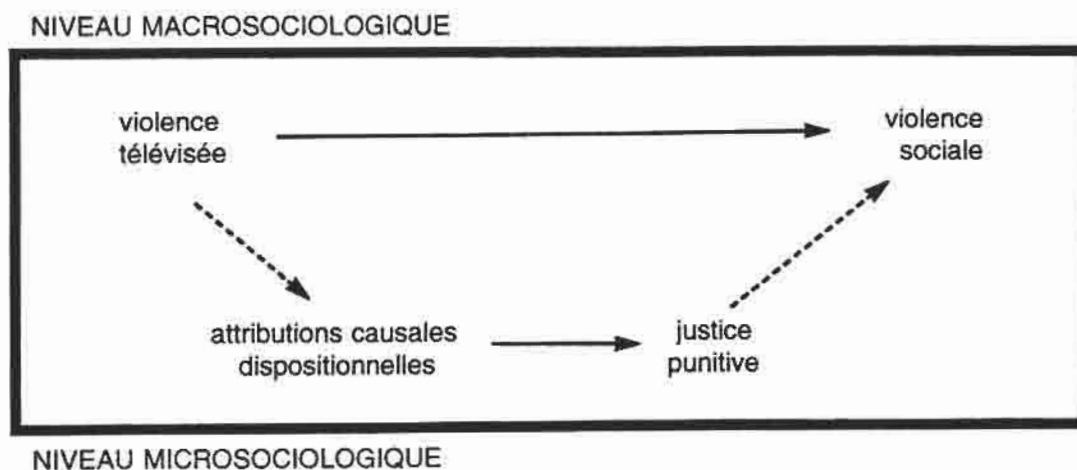 NIVEAU MACROSOCIOLOGIQUE
violence
télévisée
violence
sociale
attributions causales
dispositionnelles
justice
punitive
NIVEAU MICROSOCIOLOGIQUE